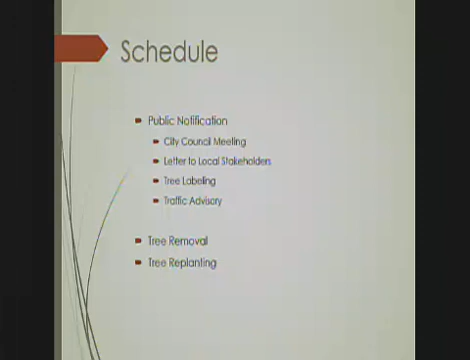 Schedule
Public Notification
City Council Meeting
Letter to Local Stakeholders
Tree Labeling
Traffic Advisory
Tree Removal
Tree Replanting